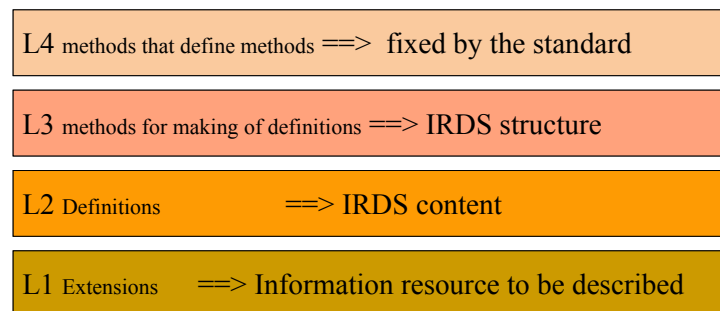 L4 methods that define methods ==> fixed by the standard
L3 methods for making of definitions ==> IRDS structure
L2 Definitions ==> IRDS content
L1 Extensions ==> Information resource to be described